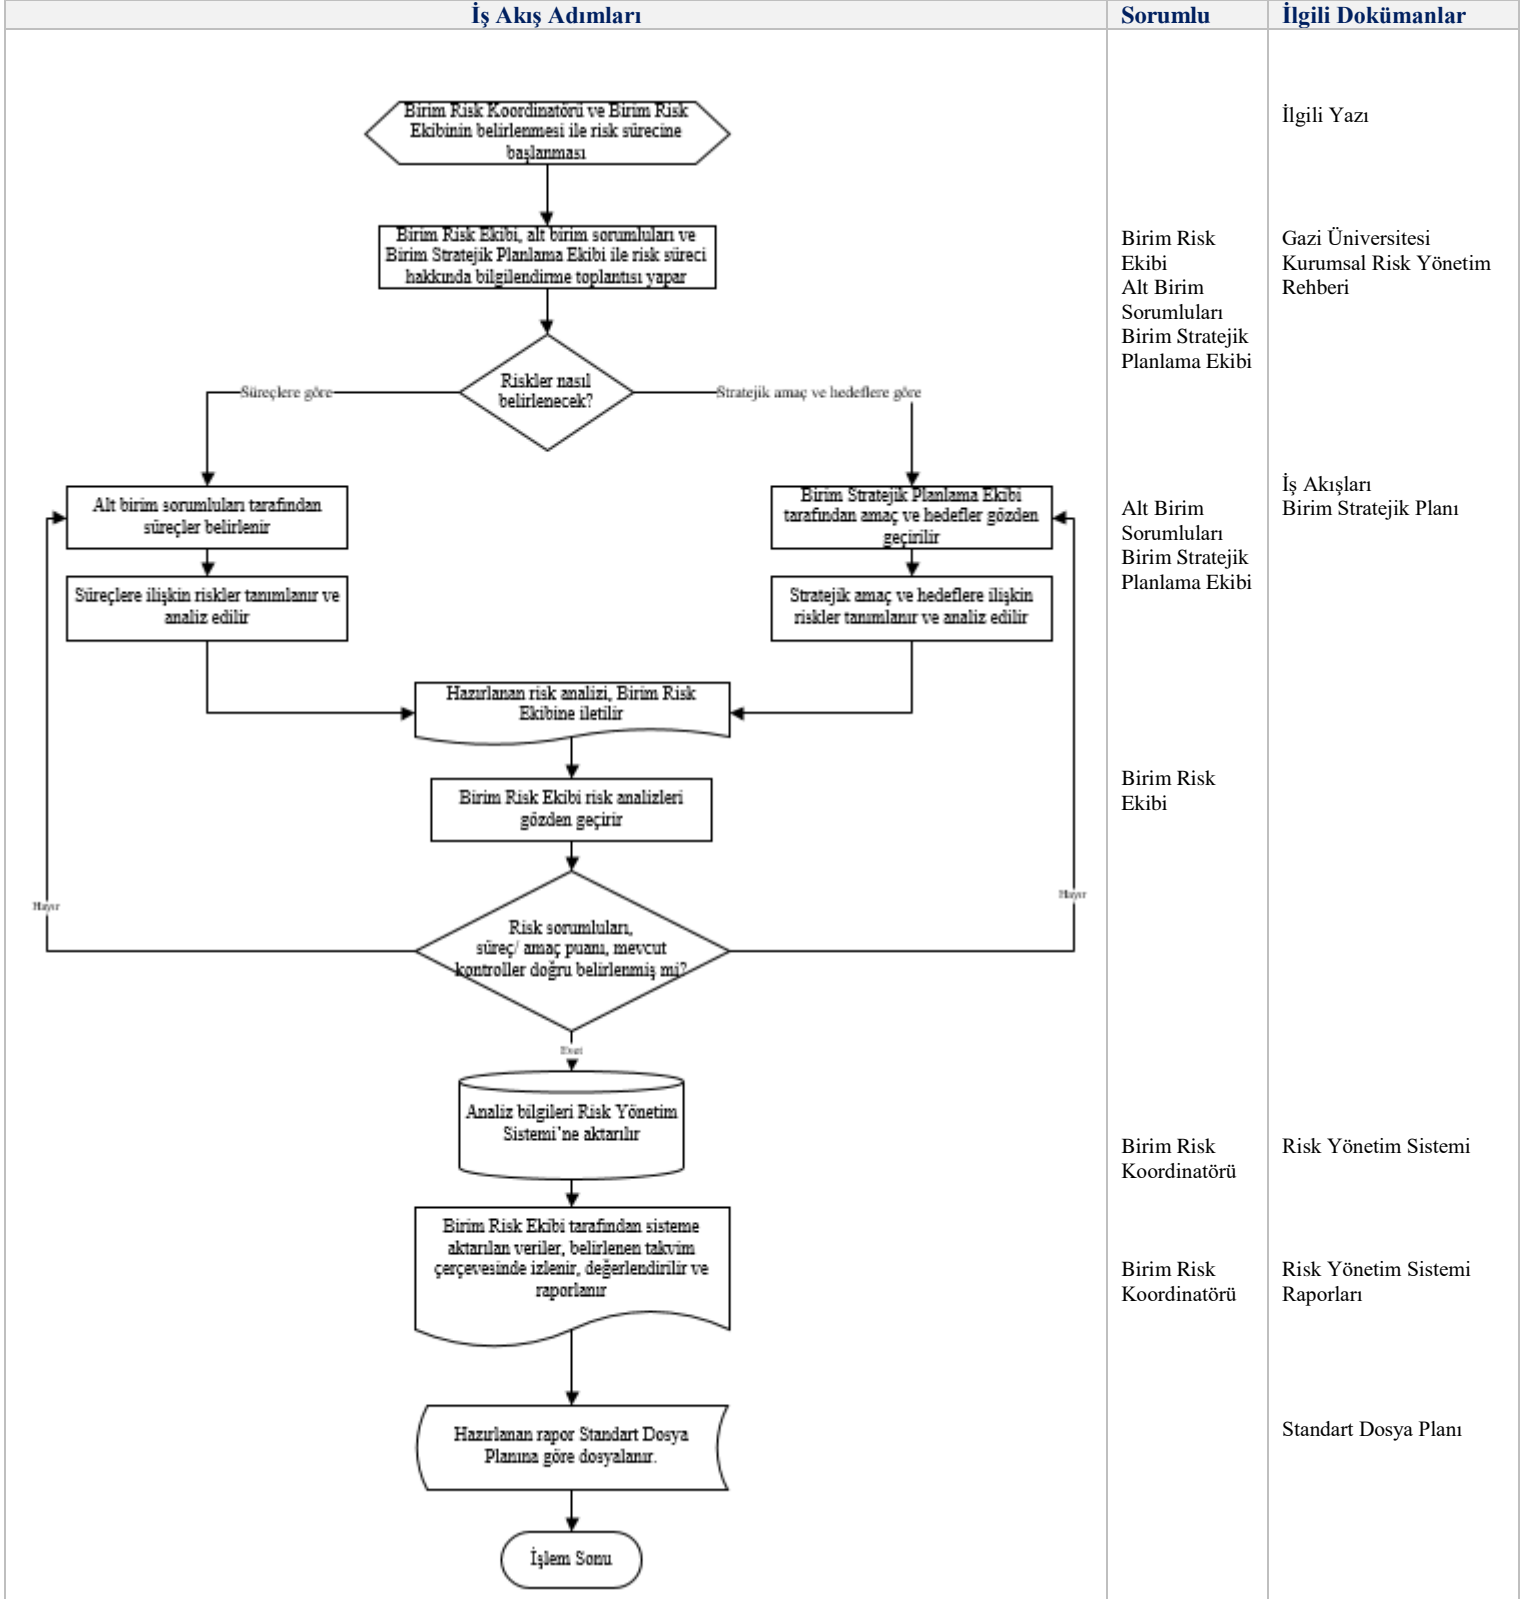 İş Akış Adımları
Sorumlu
İlgili Dokümanlar
Birim Risk Koordinatörü ve Birim Risk
Ekibinin belirlenmesi ile risk sürecine
başlanması
İlgili Yazı
Birim Risk Ekibi, alt birim sorumluları ve
Birim Stratejik Planlama Ekibi ile risk süreci
hakkında bilgilendirme toplantısı yapar
Birim Risk
Ekibi
Alt Birim
Sorumluları
Birim Stratejik
Planlama Ekibi
Gazi Üniversitesi
Kurumsal Risk Yönetim
Rehberi
Riskler nasıl
belirlenecek?
Süreçlere göre
Stratejik amaç ve hedeflere göre
Alt birim sorumluları tarafından
süreçler belirlenir
Birim Stratejik Planlama Ekibi
tarafından amaç ve hedefler gözden
geçirilir
Alt Birim
Sorumluları
Birim Stratejik
Planlama Ekibi
İş Akışları
Birim Stratejik Planı
Süreçlere ilişkin riskler tanımlanır ve
analiz edilir
Stratejik amaç ve hedeflere ilişkin
riskler tanımlanır ve analiz edilir
Hazırlanan risk analizi, Birim Risk
Ekibine iletilir
Birim Risk Ekibi risk analizleri
gözden geçirir
Birim Risk
Ekibi
Hayır
Hayır
Risk sorumluları,
süreç/ amaç puanı, mevcut
kontroller doğru belirlenmiş mi?
Evet
Analiz bilgileri Risk Yönetim
Sistemi'ne aktarılır
Birim Risk
Koordinatörü
Risk Yönetim Sistemi
Birim Risk Ekibi tarafından sisteme
aktarılan veriler, belirlenen takvim
çerçevesinde izlenir, değerlendirilir ve
raporlanır
Birim Risk
Koordinatörü
Risk Yönetim Sistemi
Raporları
Hazırlanan rapor Standart Dosya
Planına göre dosyalanır.
Standart Dosya Planı
İşlem Sonu